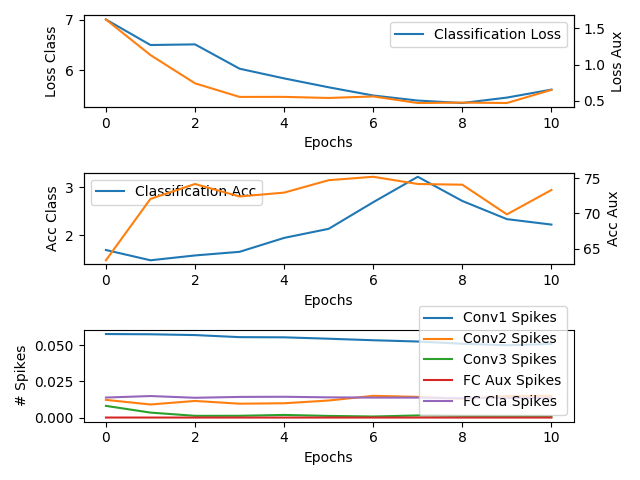 7
6
Loss Class
Classification Loss
1.5
1.0
0.5
Loss Aux
0 2 4 6 8 10
Epochs
3
2
Acc Class
Classification Acc
75
70
65
Acc Aux
0 2 4 6 8 10
Epochs
0.050
0.025
0.000
# Spikes
Conv1 Spikes
Conv2 Spikes
Conv3 Spikes
FC Aux Spikes
FC Cla Spikes
0 2 4 6 8 10
Epochs